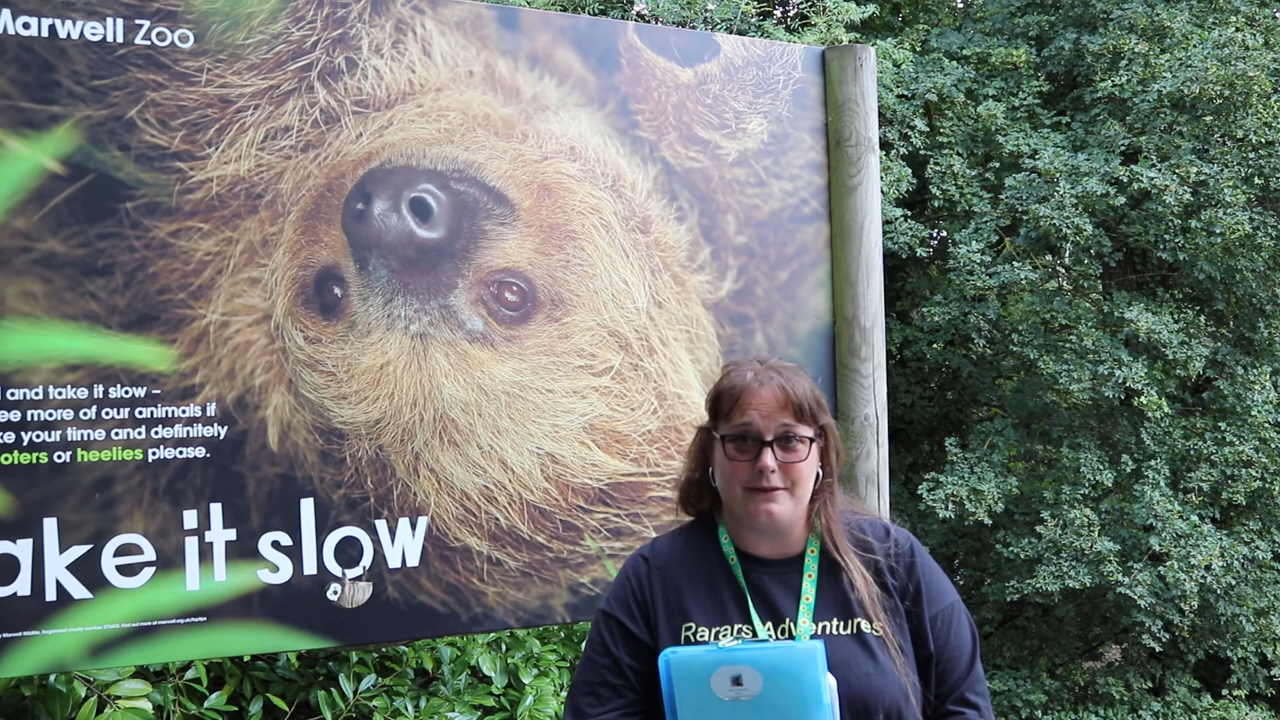 Marwell Zoo
and take it slow –
ee more of our animals if
ke your time and definitely
oters or heelies please.
ake it slow
Rarars Adventures